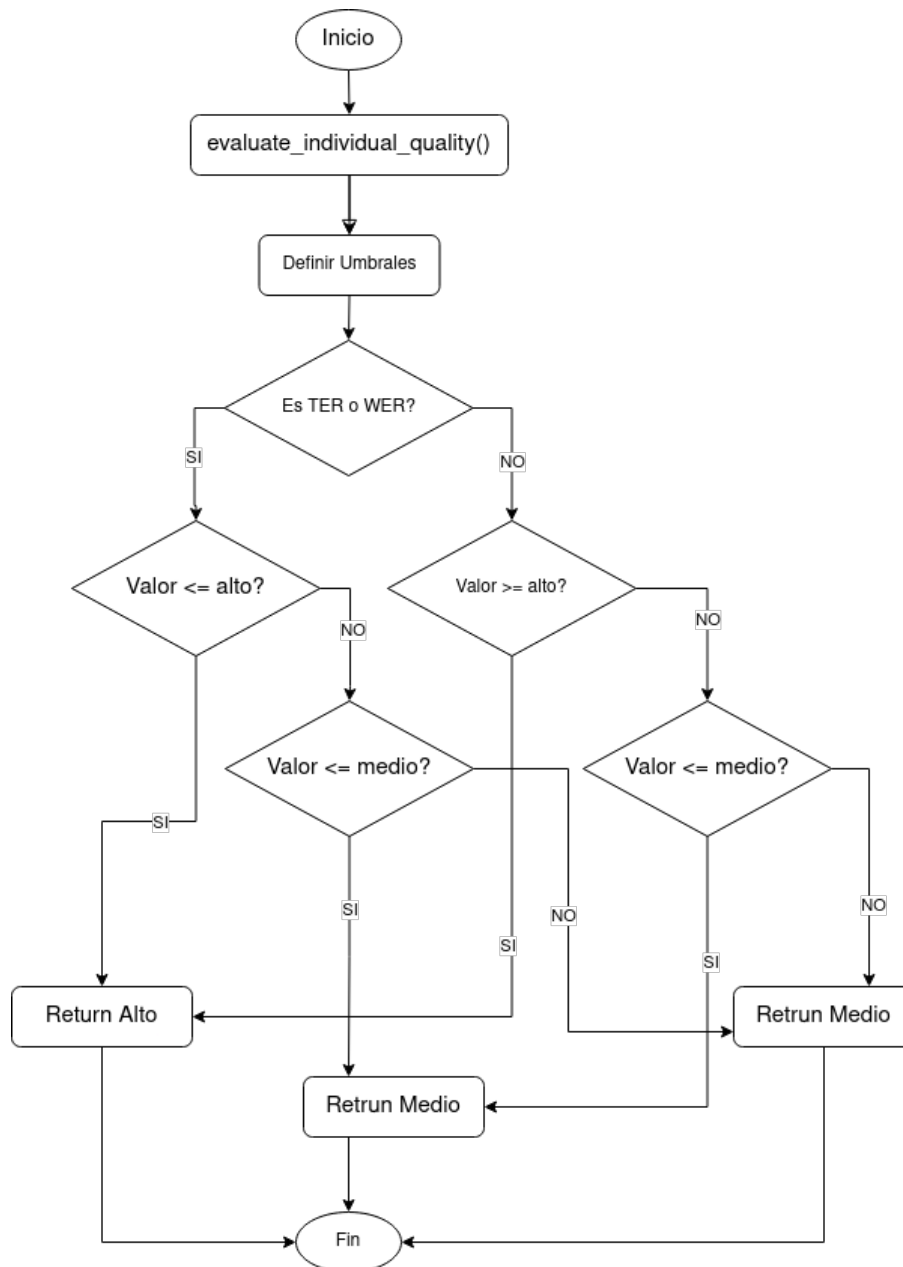 Inicio
evaluate_individual_quality()
Definir Umbrales
Es TER o WER?
SI
NO
Valor <= alto?
Valor >= alto?
NO
NO
Valor <= medio?
Valor <= medio?
SI
SI
NO
NO
SI
SI
Return Alto
Retrun Medio
Retrun Medio
Fin